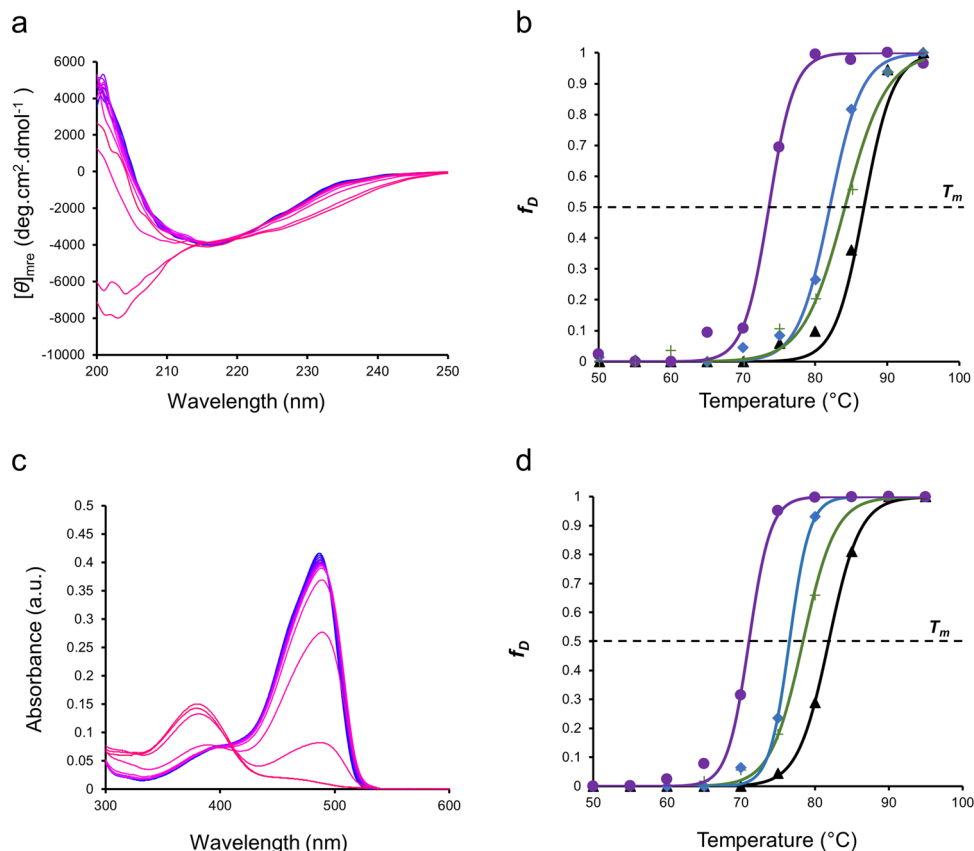 a
6000
4000
2000
0
-2000
-4000
-6000
-8000
-10000
200 210 220 230 240 250
[θ]mre (deg.cm².dmol⁻¹)
Wavelength (nm)
b
1
0.9
0.8
0.7
0.6
0.5
0.4
0.3
0.2
0.1
0
50 60 70 80 90 100
fD
Tm
Temperature (°C)
c
0.5
0.45
0.4
0.35
0.3
0.25
0.2
0.15
0.1
0.05
0
300 400 500 600
Absorbance (a.u.)
Wavelength (nm)
d
1
0.9
0.8
0.7
0.6
0.5
0.4
0.3
0.2
0.1
0
50 60 70 80 90 100
fD
Tm
Temperature (°C)